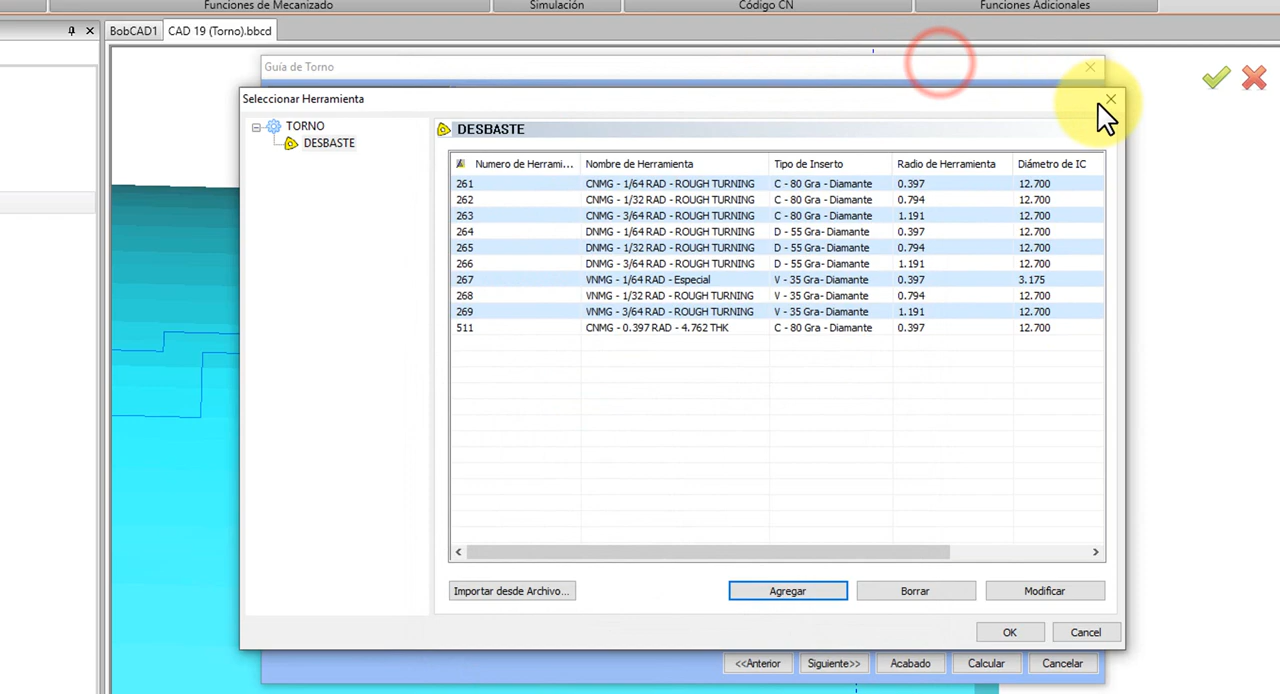 Funciones de Mecanizado Simulación Código CN Funciones Adicionales
BobCAD1 CAD 19 (Torno).bbcd
Guía de Torno
Seleccionar Herramienta
TORNO
DESBASTE
DESBASTE
Numero de Herrami... Nombre de Herramienta Tipo de Inserto Radio de Herramienta Diámetro de IC
261 CNMG - 1/64 RAD - ROUGH TURNING C - 80 Gra - Diamante 0.397 12.700
262 CNMG - 1/32 RAD - ROUGH TURNING C - 80 Gra - Diamante 0.794 12.700
263 CNMG - 3/64 RAD - ROUGH TURNING C - 80 Gra - Diamante 1.191 12.700
264 DNMG - 1/64 RAD - ROUGH TURNING D - 55 Gra- Diamante 0.397 12.700
265 DNMG - 1/32 RAD - ROUGH TURNING D - 55 Gra- Diamante 0.794 12.700
266 DNMG - 3/64 RAD - ROUGH TURNING D - 55 Gra- Diamante 1.191 12.700
267 VNMG - 1/64 RAD - Especial V - 35 Gra- Diamante 0.397 3.175
268 VNMG - 1/32 RAD - ROUGH TURNING V - 35 Gra- Diamante 0.794 12.700
269 VNMG - 3/64 RAD - ROUGH TURNING V - 35 Gra- Diamante 1.191 12.700
511 CNMG - 0.397 RAD - 4.762 THK C - 80 Gra - Diamante 0.397 12.700
Importar desde Archivo... Agregar Borrar Modificar
OK Cancel
<<Anterior Siguiente>> Acabado Calcular Cancelar